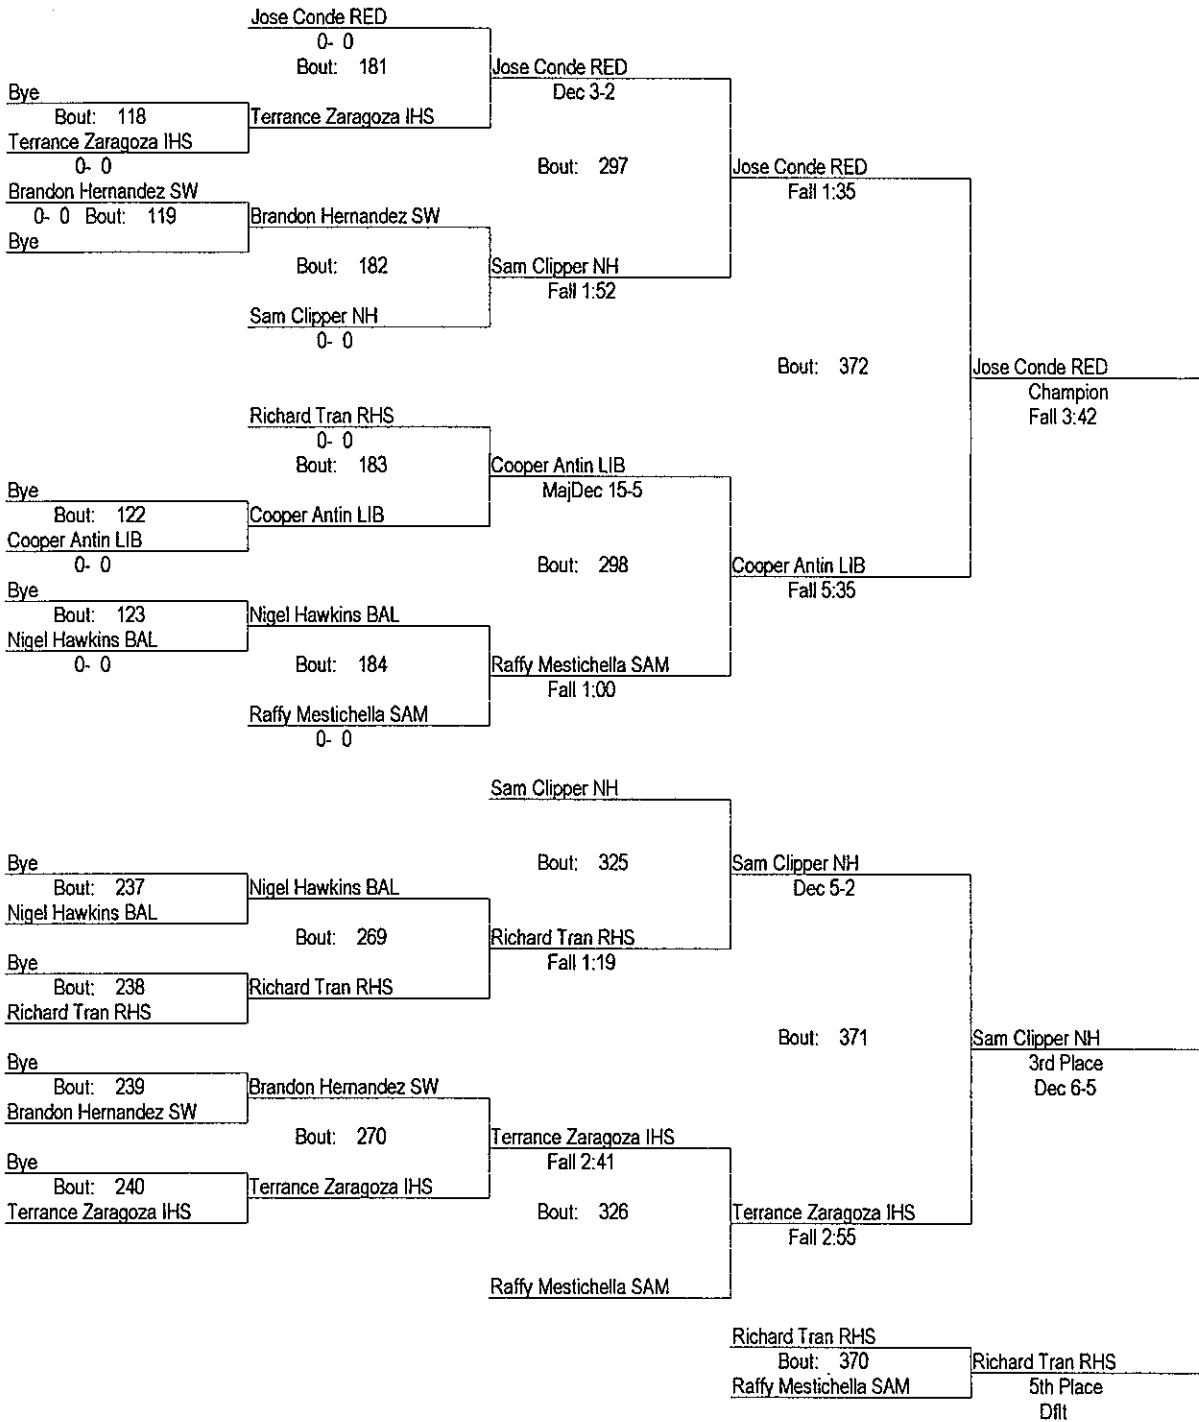 Jose Conde RED
0- 0
Bout: 181
Jose Conde RED
Dec 3-2
Bye
Bout: 118
Terrance Zaragoza IHS
Terrance Zaragoza IHS
0- 0
Bout: 297
Jose Conde RED
Fall 1:35
Brandon Hernandez SW
0- 0 Bout: 119
Brandon Hernandez SW
Bye
Bout: 182
Sam Clipper NH
Fall 1:52
Sam Clipper NH
0- 0
Bout: 372
Jose Conde RED
Champion
Fall 3:42
Richard Tran RHS
0- 0
Bout: 183
Cooper Antin LIB
MajDec 15-5
Bye
Bout: 122
Cooper Antin LIB
Cooper Antin LIB
0- 0
Bout: 298
Cooper Antin LIB
Fall 5:35
Bye
Bout: 123
Nigel Hawkins BAL
Nigel Hawkins BAL
0- 0
Bout: 184
Raffy Mestichella SAM
Fall 1:00
Raffy Mestichella SAM
0- 0
Sam Clipper NH
Bout: 325
Sam Clipper NH
Dec 5-2
Bye
Bout: 237
Nigel Hawkins BAL
Nigel Hawkins BAL
Bout: 269
Richard Tran RHS
Fall 1:19
Bye
Bout: 238
Richard Tran RHS
Richard Tran RHS
Bout: 371
Sam Clipper NH
3rd Place
Dec 6-5
Bye
Bout: 239
Brandon Hernandez SW
Brandon Hernandez SW
Bout: 270
Terrance Zaragoza IHS
Fall 2:41
Bye
Bout: 240
Terrance Zaragoza IHS
Terrance Zaragoza IHS
Bout: 326
Terrance Zaragoza IHS
Fall 2:55
Raffy Mestichella SAM
Richard Tran RHS
Bout: 370
Richard Tran RHS
Raffy Mestichella SAM
5th Place
Dflt